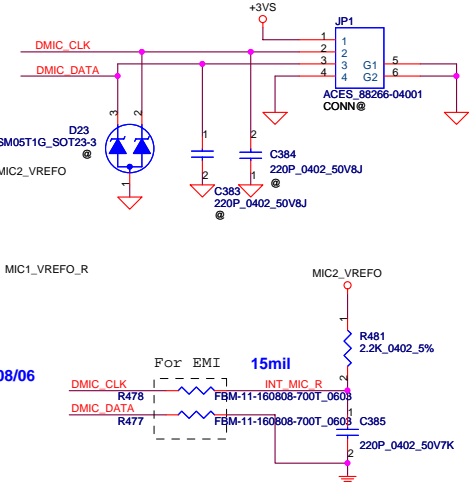 +3VS
JP1
DMIC_CLK
1 1
2 2
DMIC_DATA
3 3 G1 5
4 4 G2 6
ACES_88266-04001
CONN@
3 2
D23
SM05T1G_SOT23-3
@
1
MIC2_VREFO
1
2
C383
220P_0402_50V8J
@
2
1
C384
220P_0402_50V8J
@
MIC1_VREFO_R
MIC2_VREFO
1
R481
2.2K_0402_5%
2
For EMI
15mil
08/06
DMIC_CLK
INT_MIC_R
R478
FBM-11-160808-700T_0603
DMIC_DATA
R477
FBM-11-160808-700T_0603
1
C385
220P_0402_50V7K
2